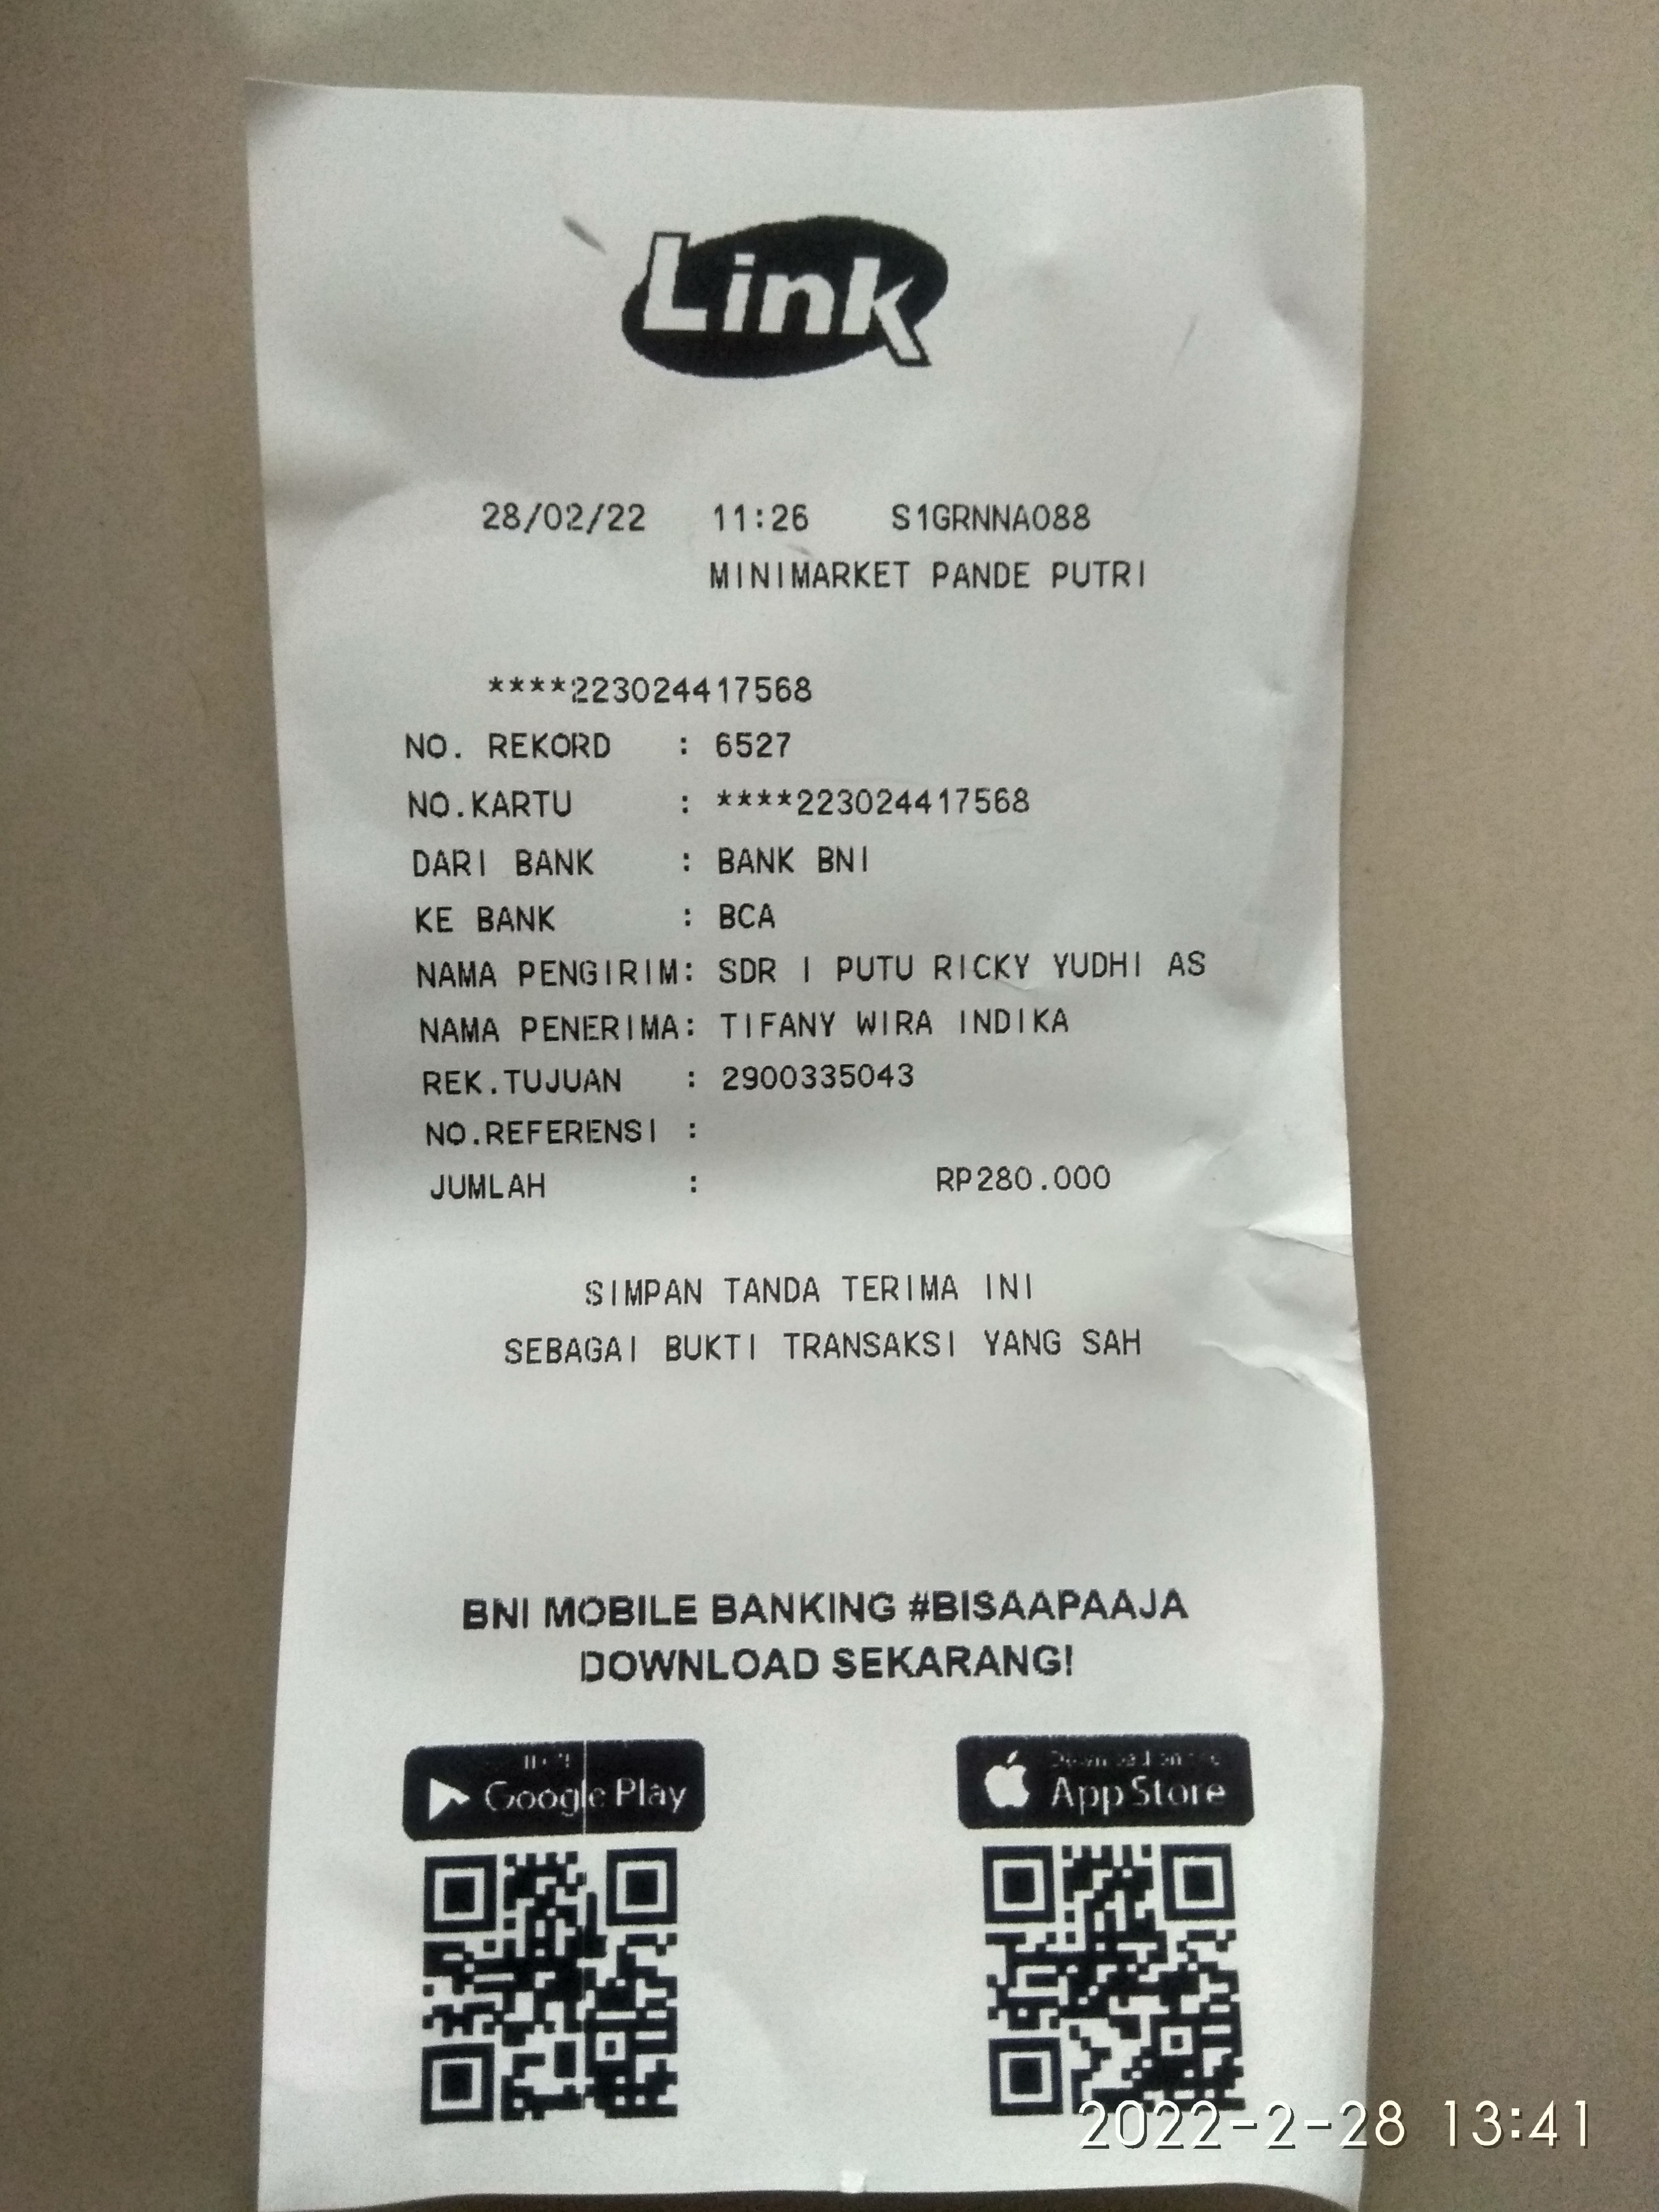 Link
28/02/22 11:26 S1GRNNA088
MINIMARKET PANDE PUTRI
****223024417568
NO. REKORD : 6527
NO.KARTU : ****223024417568
DARI BANK : BANK BNI
KE BANK : BCA
NAMA PENGIRIM: SDR I PUTU RICKY YUDHI AS
NAMA PENERIMA: TIFANY WIRA INDIKA
REK.TUJUAN : 2900335043
NO.REFERENSI :
JUMLAH : RP280.000
SIMPAN TANDA TERIMA INI
SEBAGAI BUKTI TRANSAKSI YANG SAH
BNI MOBILE BANKING #BISAAPAAJA
DOWNLOAD SEKARANG!
Google Play
Download on the
App Store
2022-2-28 13:41